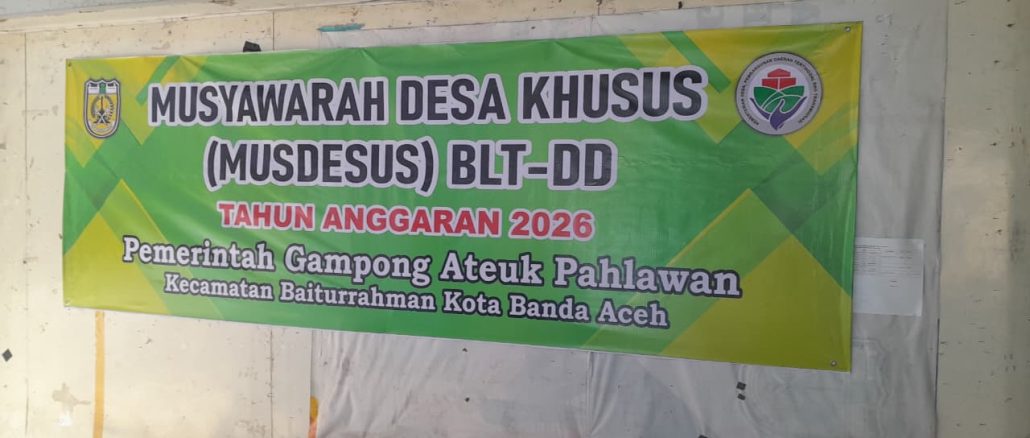 MUSYAWARAH DESA KHUSUS
(MUSDESUS) BLT-DD
TAHUN ANGGARAN 2026
Pemerintah Gampong Ateuk Pahlawan
Kecamatan Baiturrahman Kota Banda Aceh